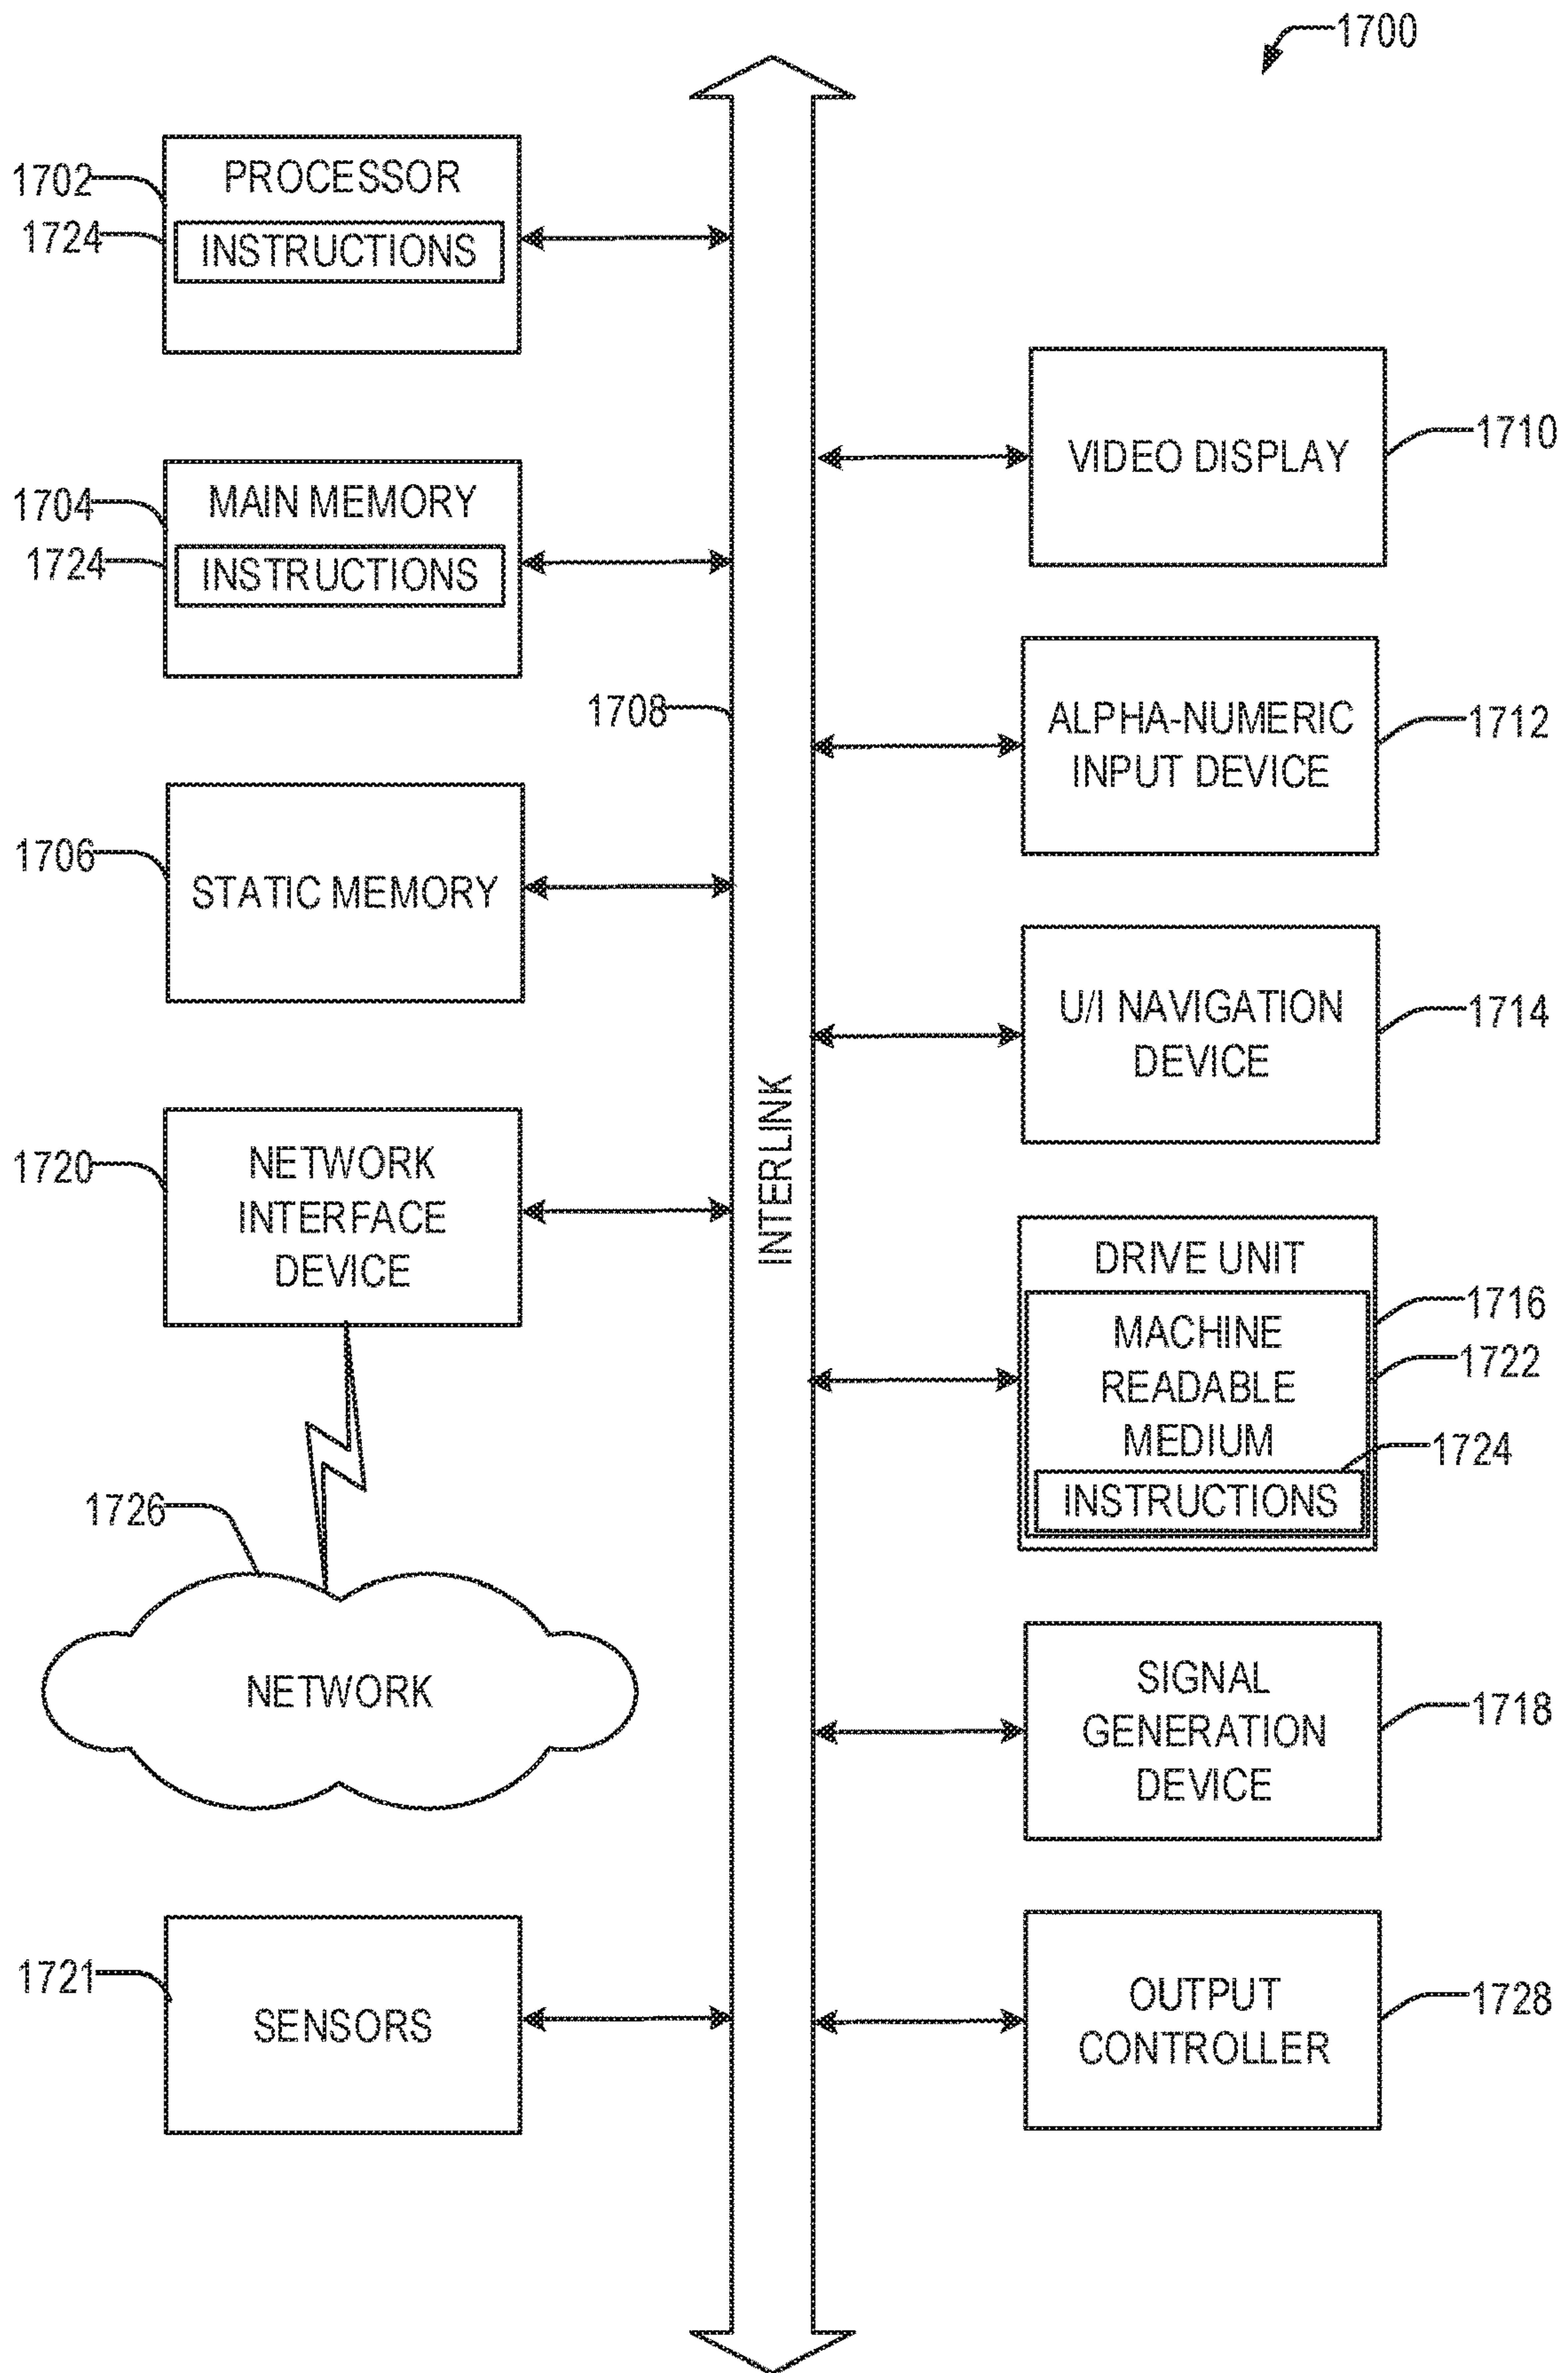 1700
1702
PROCESSOR
1724
INSTRUCTIONS
1704
MAIN MEMORY
1724
INSTRUCTIONS
1708
1706
STATIC MEMORY
1720
NETWORK
INTERFACE
DEVICE
1726
NETWORK
1721
SENSORS
INTERLINK
VIDEO DISPLAY
1710
ALPHA-NUMERIC
INPUT DEVICE
1712
U/I NAVIGATION
DEVICE
1714
DRIVE UNIT
1716
MACHINE
READABLE
MEDIUM
1722
1724
INSTRUCTIONS
SIGNAL
GENERATION
DEVICE
1718
OUTPUT
CONTROLLER
1728